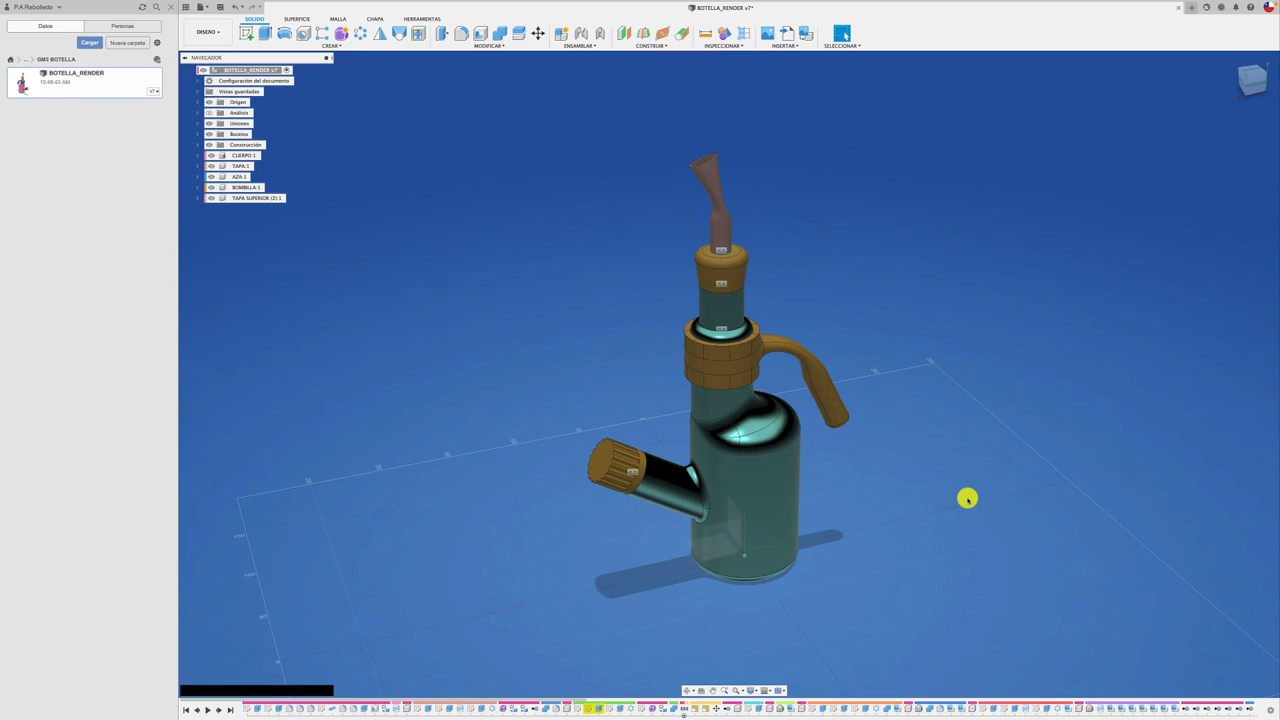 P.A Rebolledo
BOTELLA_RENDER v7*
Datos
Personas
Cargar
Nueva carpeta
... GM3 BOTELLA
BOTELLA_RENDER
10:48:43 AM
V7
DISEÑO
SOLIDO
SUPERFICIE
MALLA
CHAPA
HERRAMIENTAS
CREAR
MODIFICAR
ENSAMBLAR
CONSTRUIR
INSPECCIONAR
INSERTAR
SELECCIONAR
NAVEGADOR
BOTELLA_RENDER v7
Configuración del documento
Vistas guardadas
Origen
Análisis
Uniones
Bocetos
Construcción
CUERPO:1
TAPA:1
AZA:1
BOMBILLA:1
TAPA SUPERIOR (2):1